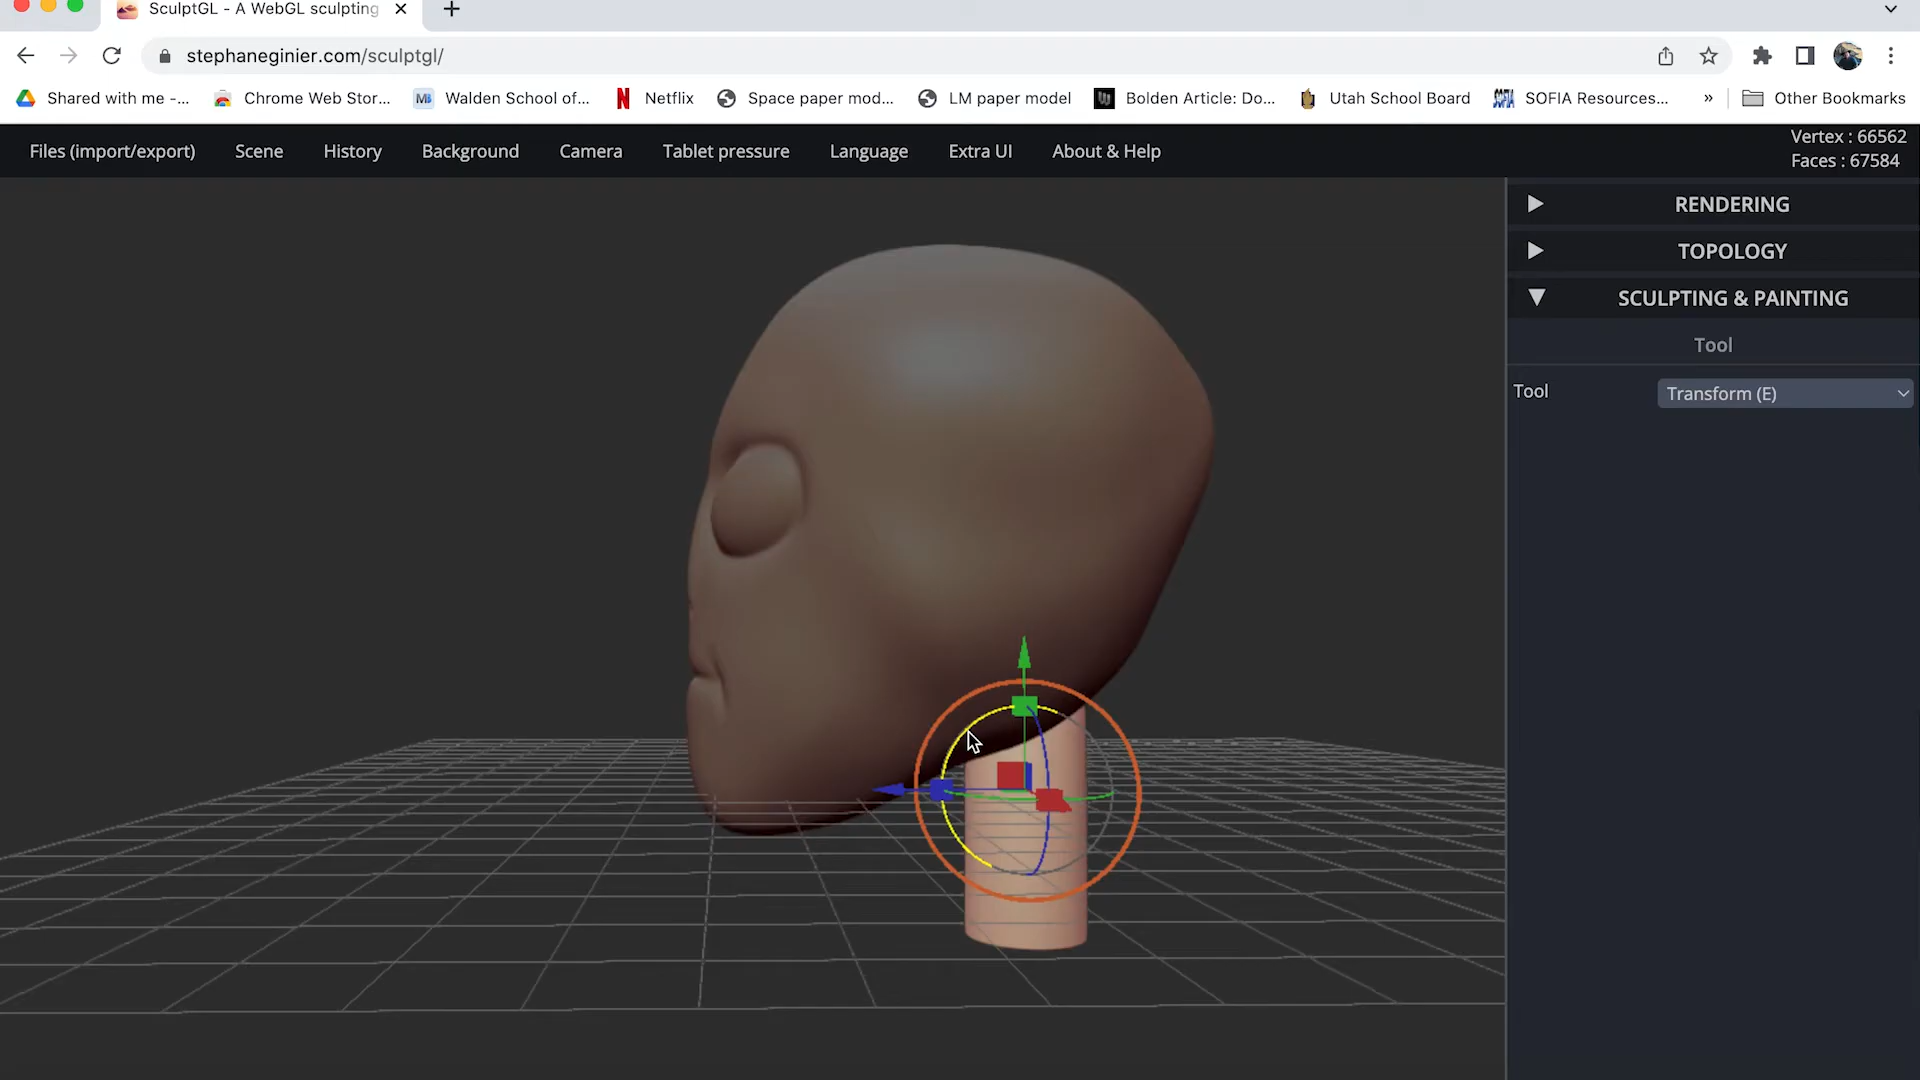 SculptGL - A WebGL sculpting
stephaneginier.com/sculptgl/
Shared with me -... Chrome Web Stor... MB Walden School of... N Netflix Space paper mod... LM paper model Bolden Article: Do... Utah School Board SOFIA SOFIA Resources... » Other Bookmarks
Files (import/export) Scene History Background Camera Tablet pressure Language Extra UI About & Help
Vertex : 66562
Faces : 67584
RENDERING
TOPOLOGY
SCULPTING & PAINTING
Tool
Tool Transform (E)